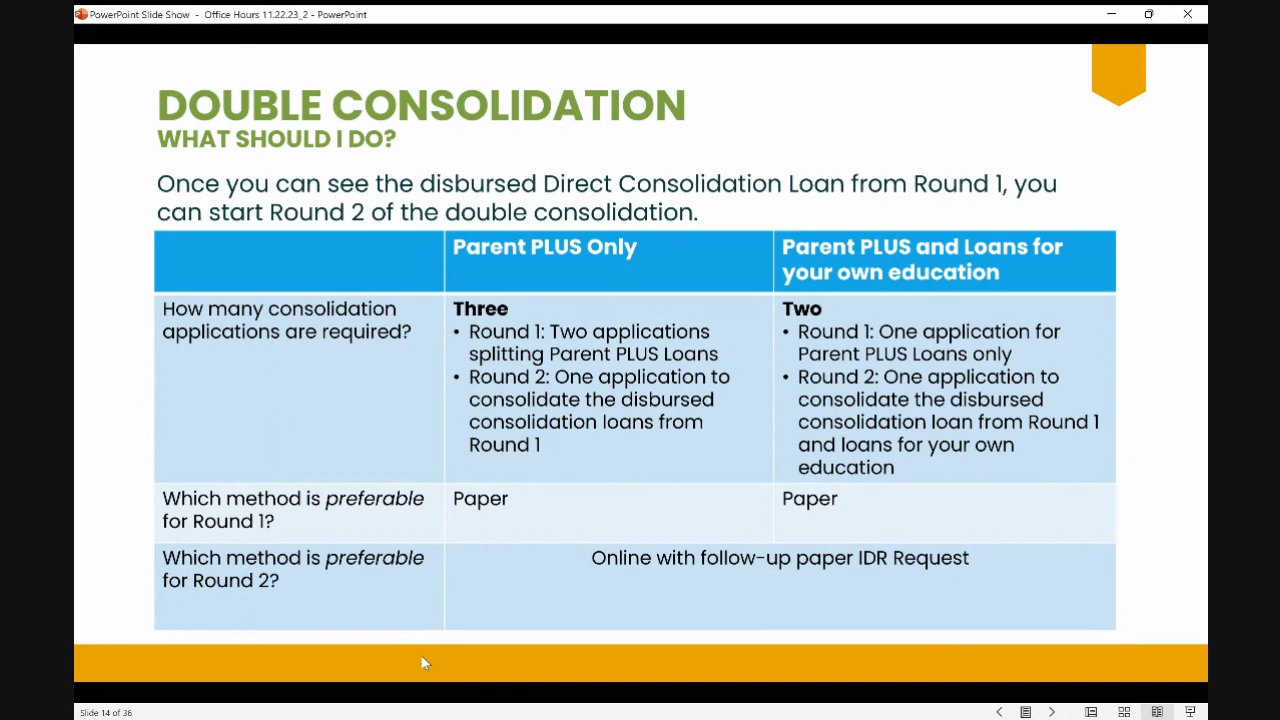 PowerPoint Slide Show - Office Hours 11.22.23_2 - PowerPoint
DOUBLE CONSOLIDATION
WHAT SHOULD I DO?
Once you can see the disbursed Direct Consolidation Loan from Round 1, you
can start Round 2 of the double consolidation.
Parent PLUS Only
Parent PLUS and Loans for
your own education
How many consolidation
applications are required?
Three
• Round 1: Two applications
splitting Parent PLUS Loans
• Round 2: One application to
consolidate the disbursed
consolidation loans from
Round 1
Two
• Round 1: One application for
Parent PLUS Loans only
• Round 2: One application to
consolidate the disbursed
consolidation loan from Round 1
and loans for your own
education
Which method is preferable
for Round 1?
Paper
Paper
Which method is preferable
for Round 2?
Online with follow-up paper IDR Request
Slide 14 of 36